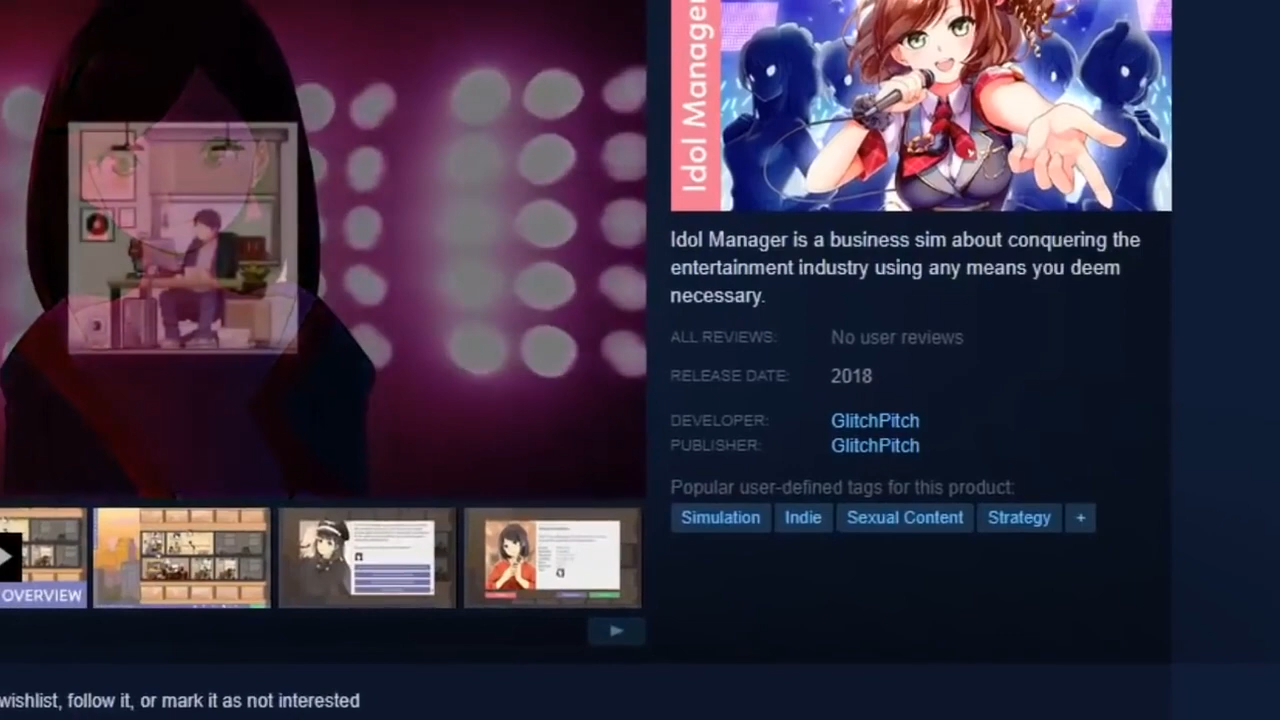 Idol Manager
Idol Manager is a business sim about conquering the
entertainment industry using any means you deem
necessary.
ALL REVIEWS: No user reviews
RELEASE DATE: 2018
DEVELOPER: GlitchPitch
PUBLISHER: GlitchPitch
Popular user-defined tags for this product:
Simulation Indie Sexual Content Strategy +
OVERVIEW
wishlist, follow it, or mark it as not interested